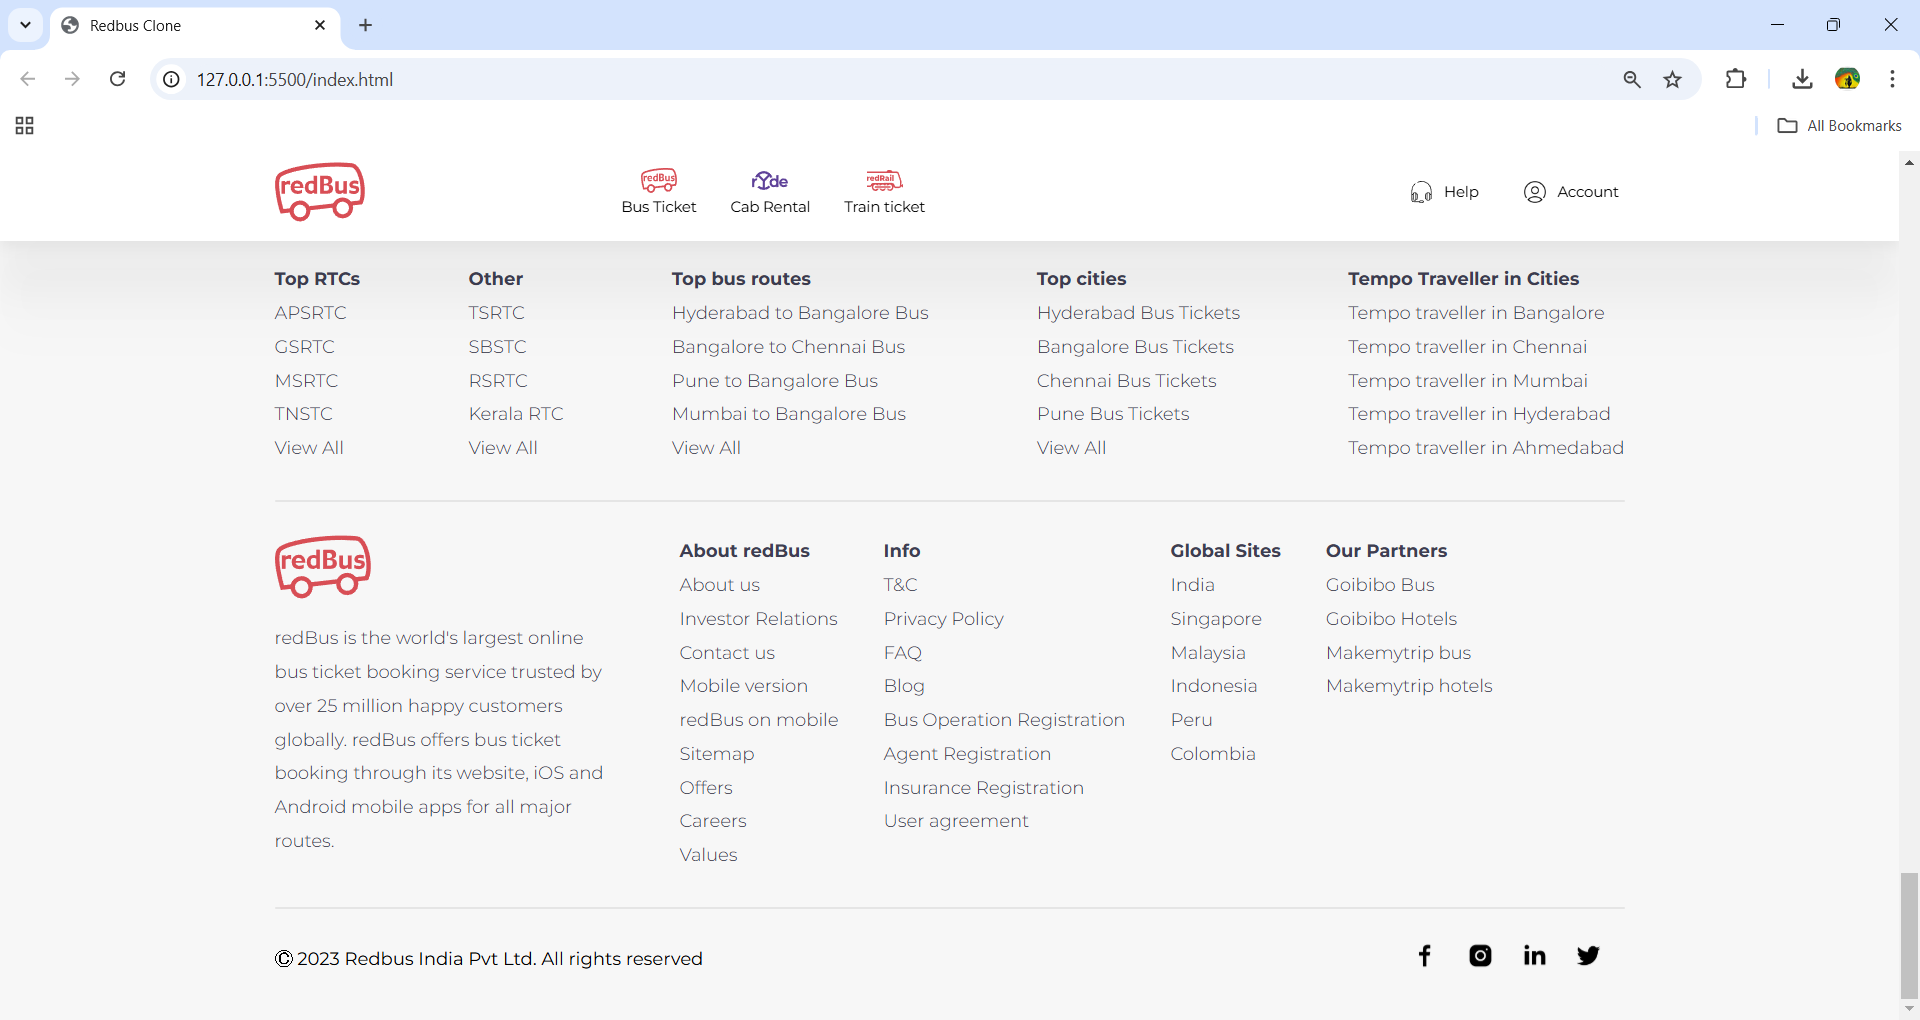 Redbus Clone
127.0.0.1:5500/index.html
All Bookmarks
redBus
redBus
Bus Ticket
rYde
Cab Rental
redRail
Train ticket
Help
Account
Top RTCs
APSRTC
GSRTC
MSRTC
TNSTC
View All
Other
TSRTC
SBSTC
RSRTC
Kerala RTC
View All
Top bus routes
Hyderabad to Bangalore Bus
Bangalore to Chennai Bus
Pune to Bangalore Bus
Mumbai to Bangalore Bus
View All
Top cities
Hyderabad Bus Tickets
Bangalore Bus Tickets
Chennai Bus Tickets
Pune Bus Tickets
View All
Tempo Traveller in Cities
Tempo traveller in Bangalore
Tempo traveller in Chennai
Tempo traveller in Mumbai
Tempo traveller in Hyderabad
Tempo traveller in Ahmedabad
redBus
redBus is the world's largest online
bus ticket booking service trusted by
over 25 million happy customers
globally. redBus offers bus ticket
booking through its website, iOS and
Android mobile apps for all major
routes.
About redBus
About us
Investor Relations
Contact us
Mobile version
redBus on mobile
Sitemap
Offers
Careers
Values
Info
T&C
Privacy Policy
FAQ
Blog
Bus Operation Registration
Agent Registration
Insurance Registration
User agreement
Global Sites
India
Singapore
Malaysia
Indonesia
Peru
Colombia
Our Partners
Goibibo Bus
Goibibo Hotels
Makemytrip bus
Makemytrip hotels
© 2023 Redbus India Pvt Ltd. All rights reserved